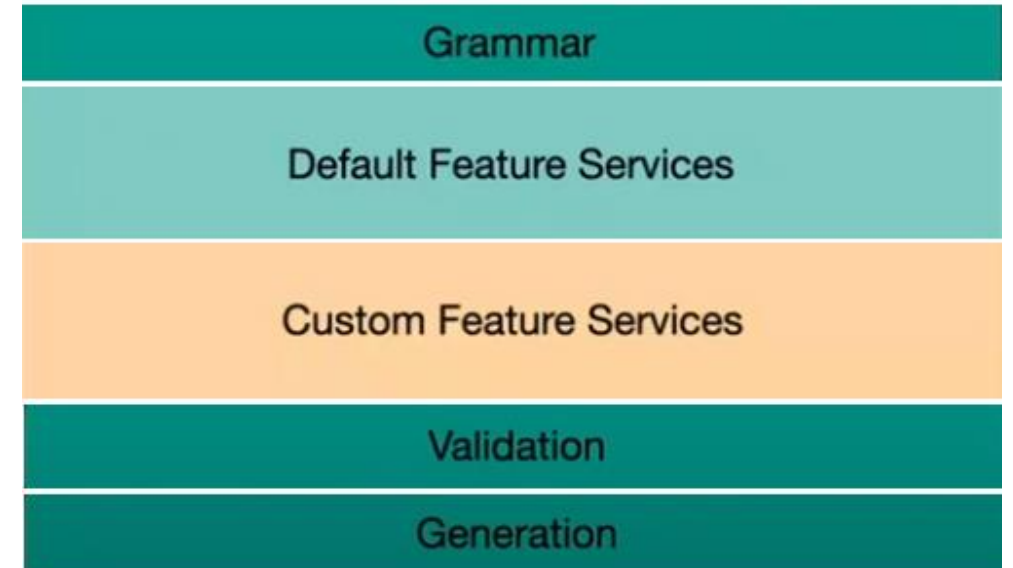 Grammar
Default Feature Services
Custom Feature Services
Validation
Generation